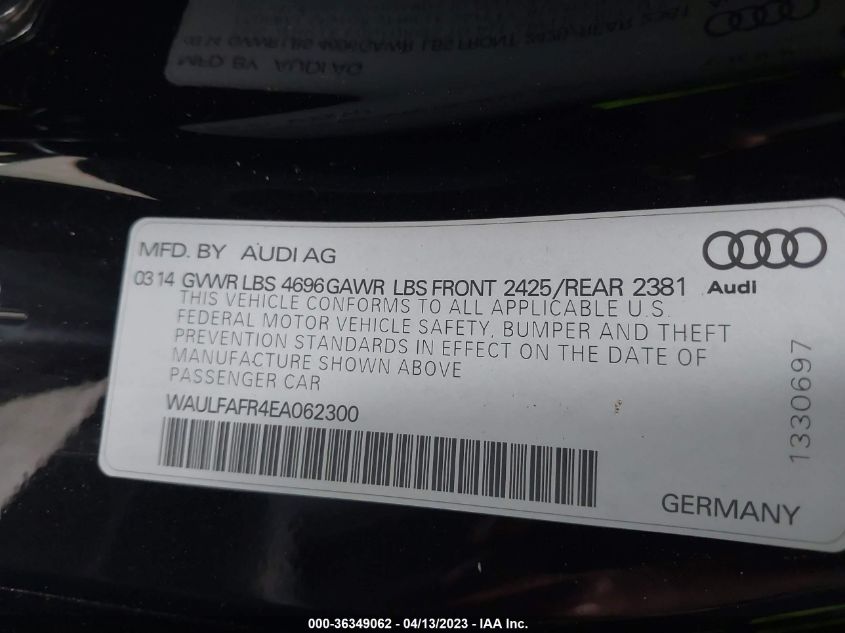 MFD. BY AUDI AG
0314 GVWR LBS 4696 GAWR LBS FRONT 2425/REAR 2381
Audi
THIS VEHICLE CONFORMS TO ALL APPLICABLE U.S.
FEDERAL MOTOR VEHICLE SAFETY, BUMPER AND THEFT
PREVENTION STANDARDS IN EFFECT ON THE DATE OF
MANUFACTURE SHOWN ABOVE
PASSENGER CAR
WAULFAFR4EA062300
1330697
GERMANY
000-36349062 - 04/13/2023 - IAA Inc.